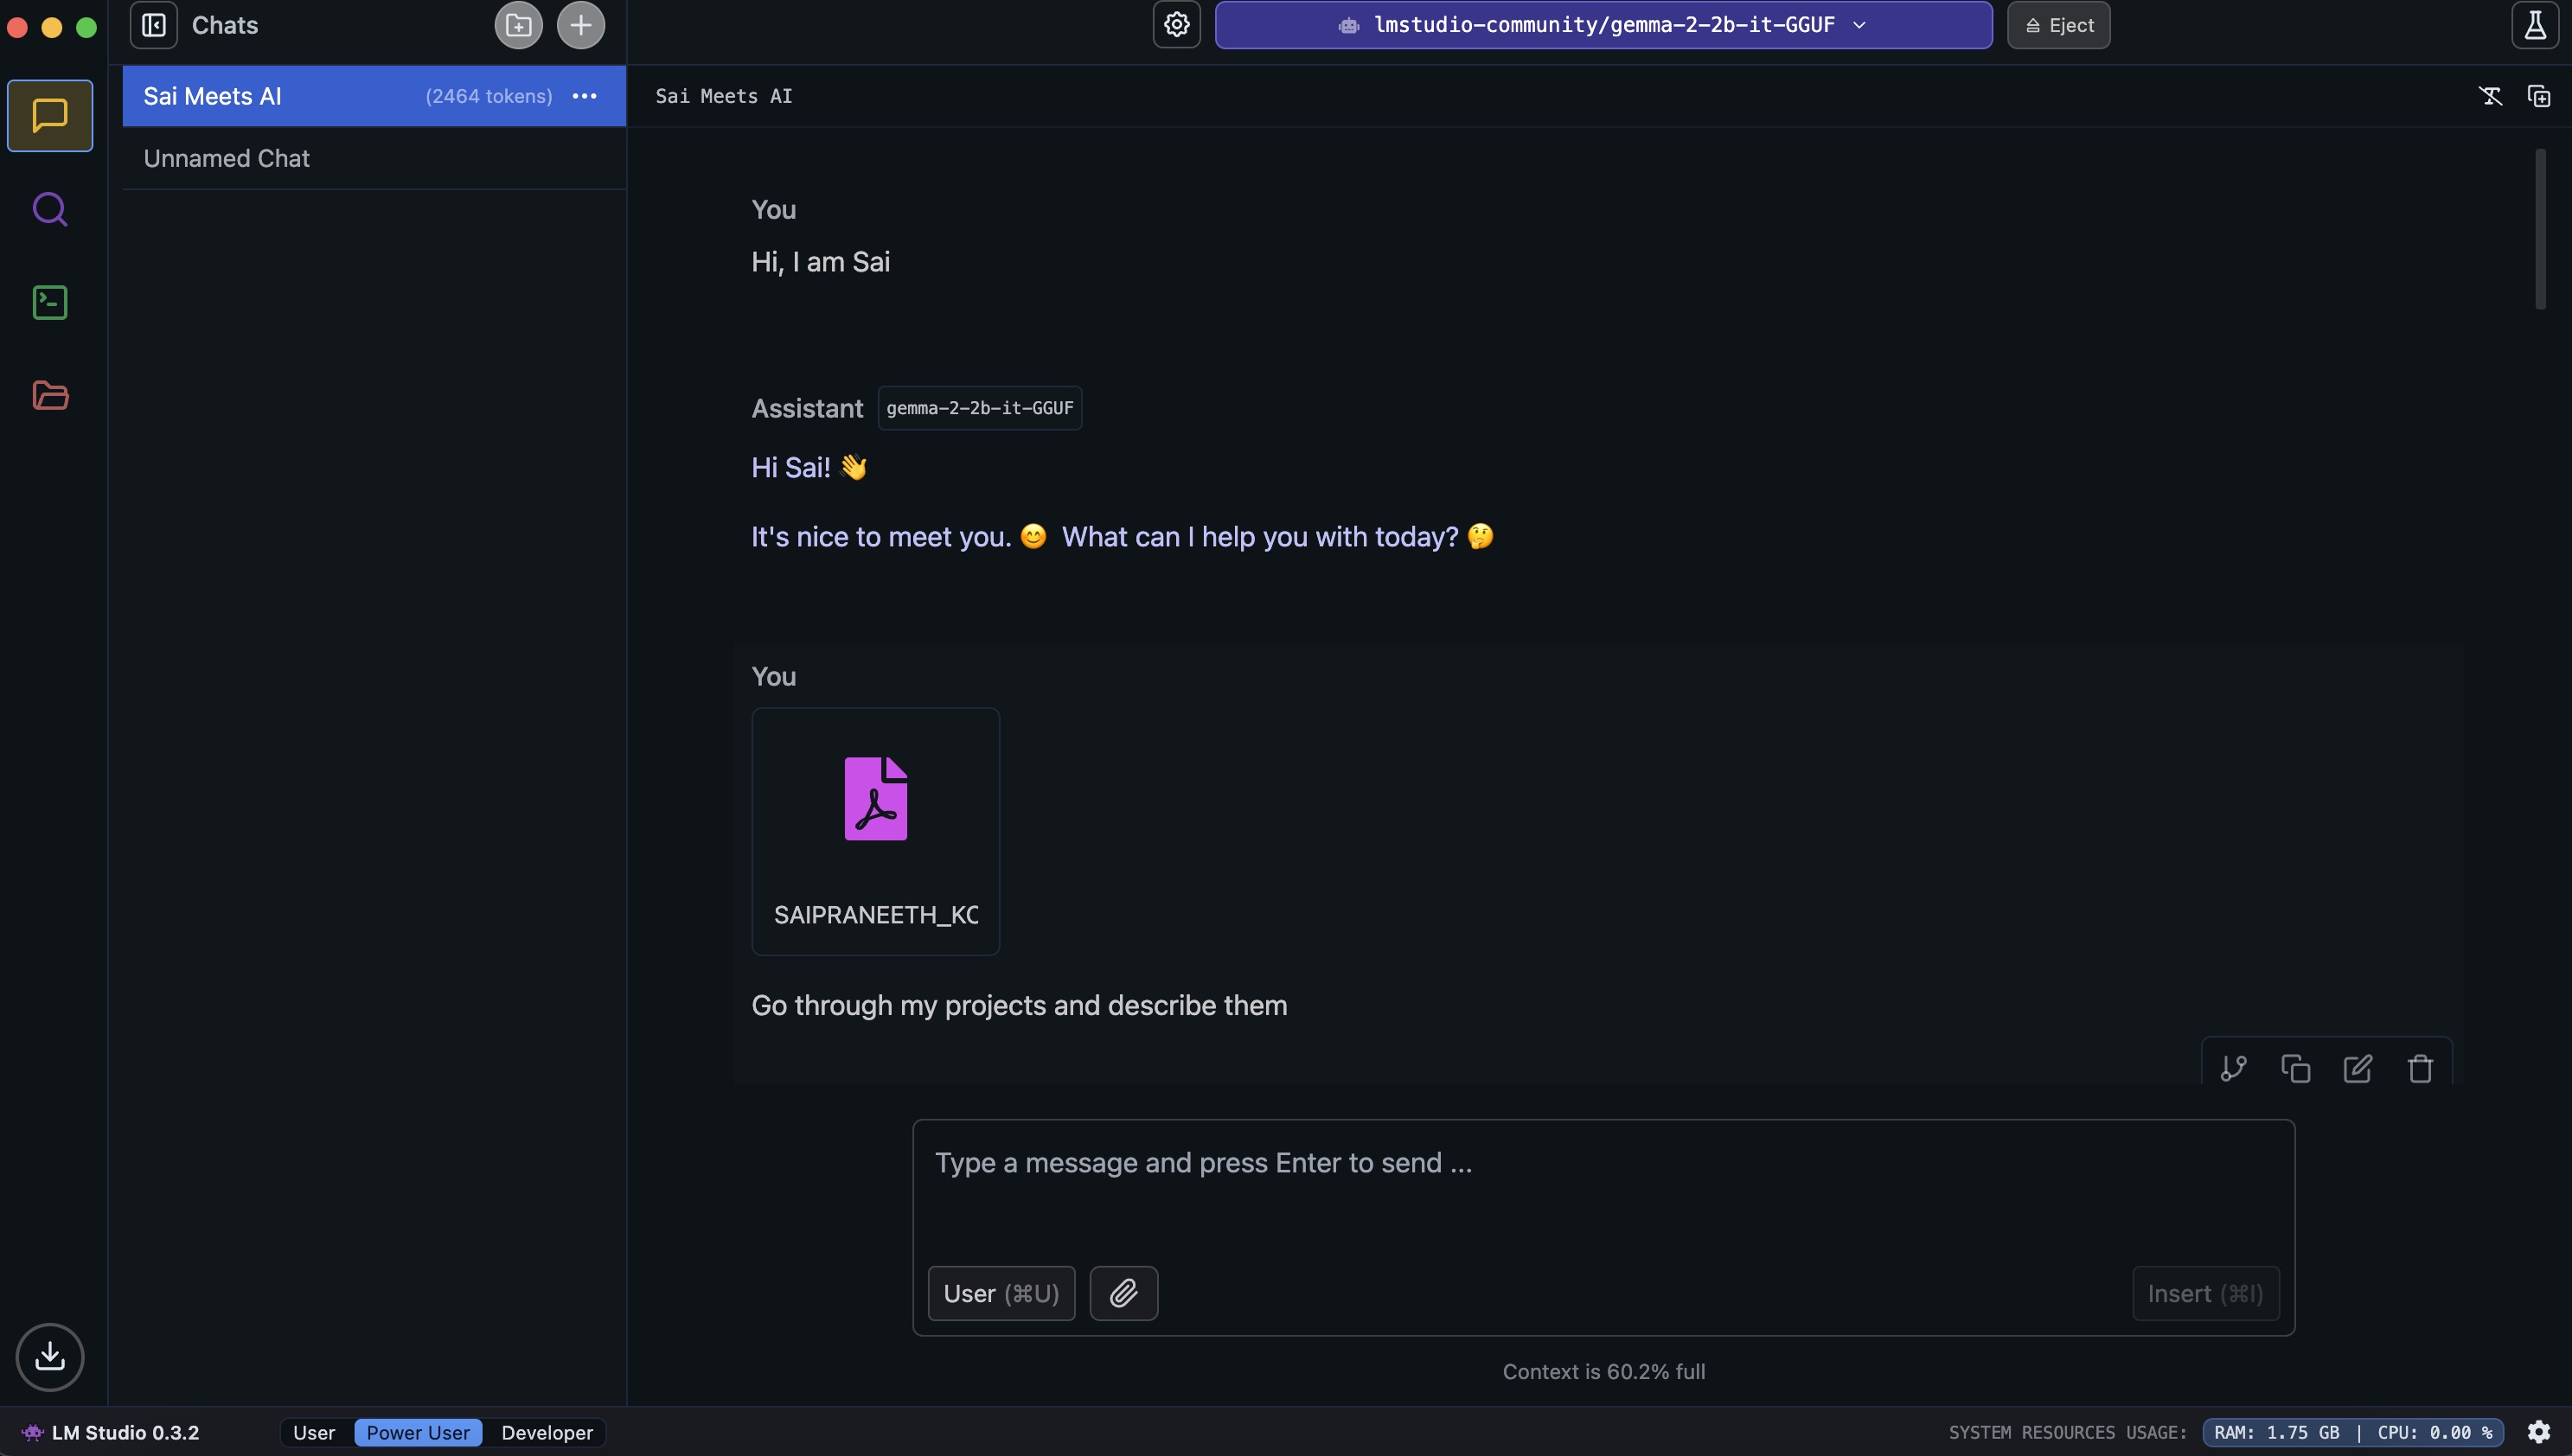 Chats
lmstudio-community/gemma-2-2b-it-GGUF
Eject
Sai Meets AI (2464 tokens)
Unnamed Chat
Sai Meets AI
You
Hi, I am Sai
Assistant gemma-2-2b-it-GGUF
Hi Sai! 👋
It's nice to meet you. 😊 What can I help you with today? 🤔
You
SAIPRANEETH_KC
Go through my projects and describe them
Type a message and press Enter to send ...
User (⌘U)
Insert (⌘I)
Context is 60.2% full
LM Studio 0.3.2
User Power User Developer
SYSTEM RESOURCES USAGE: RAM: 1.75 GB | CPU: 0.00 %